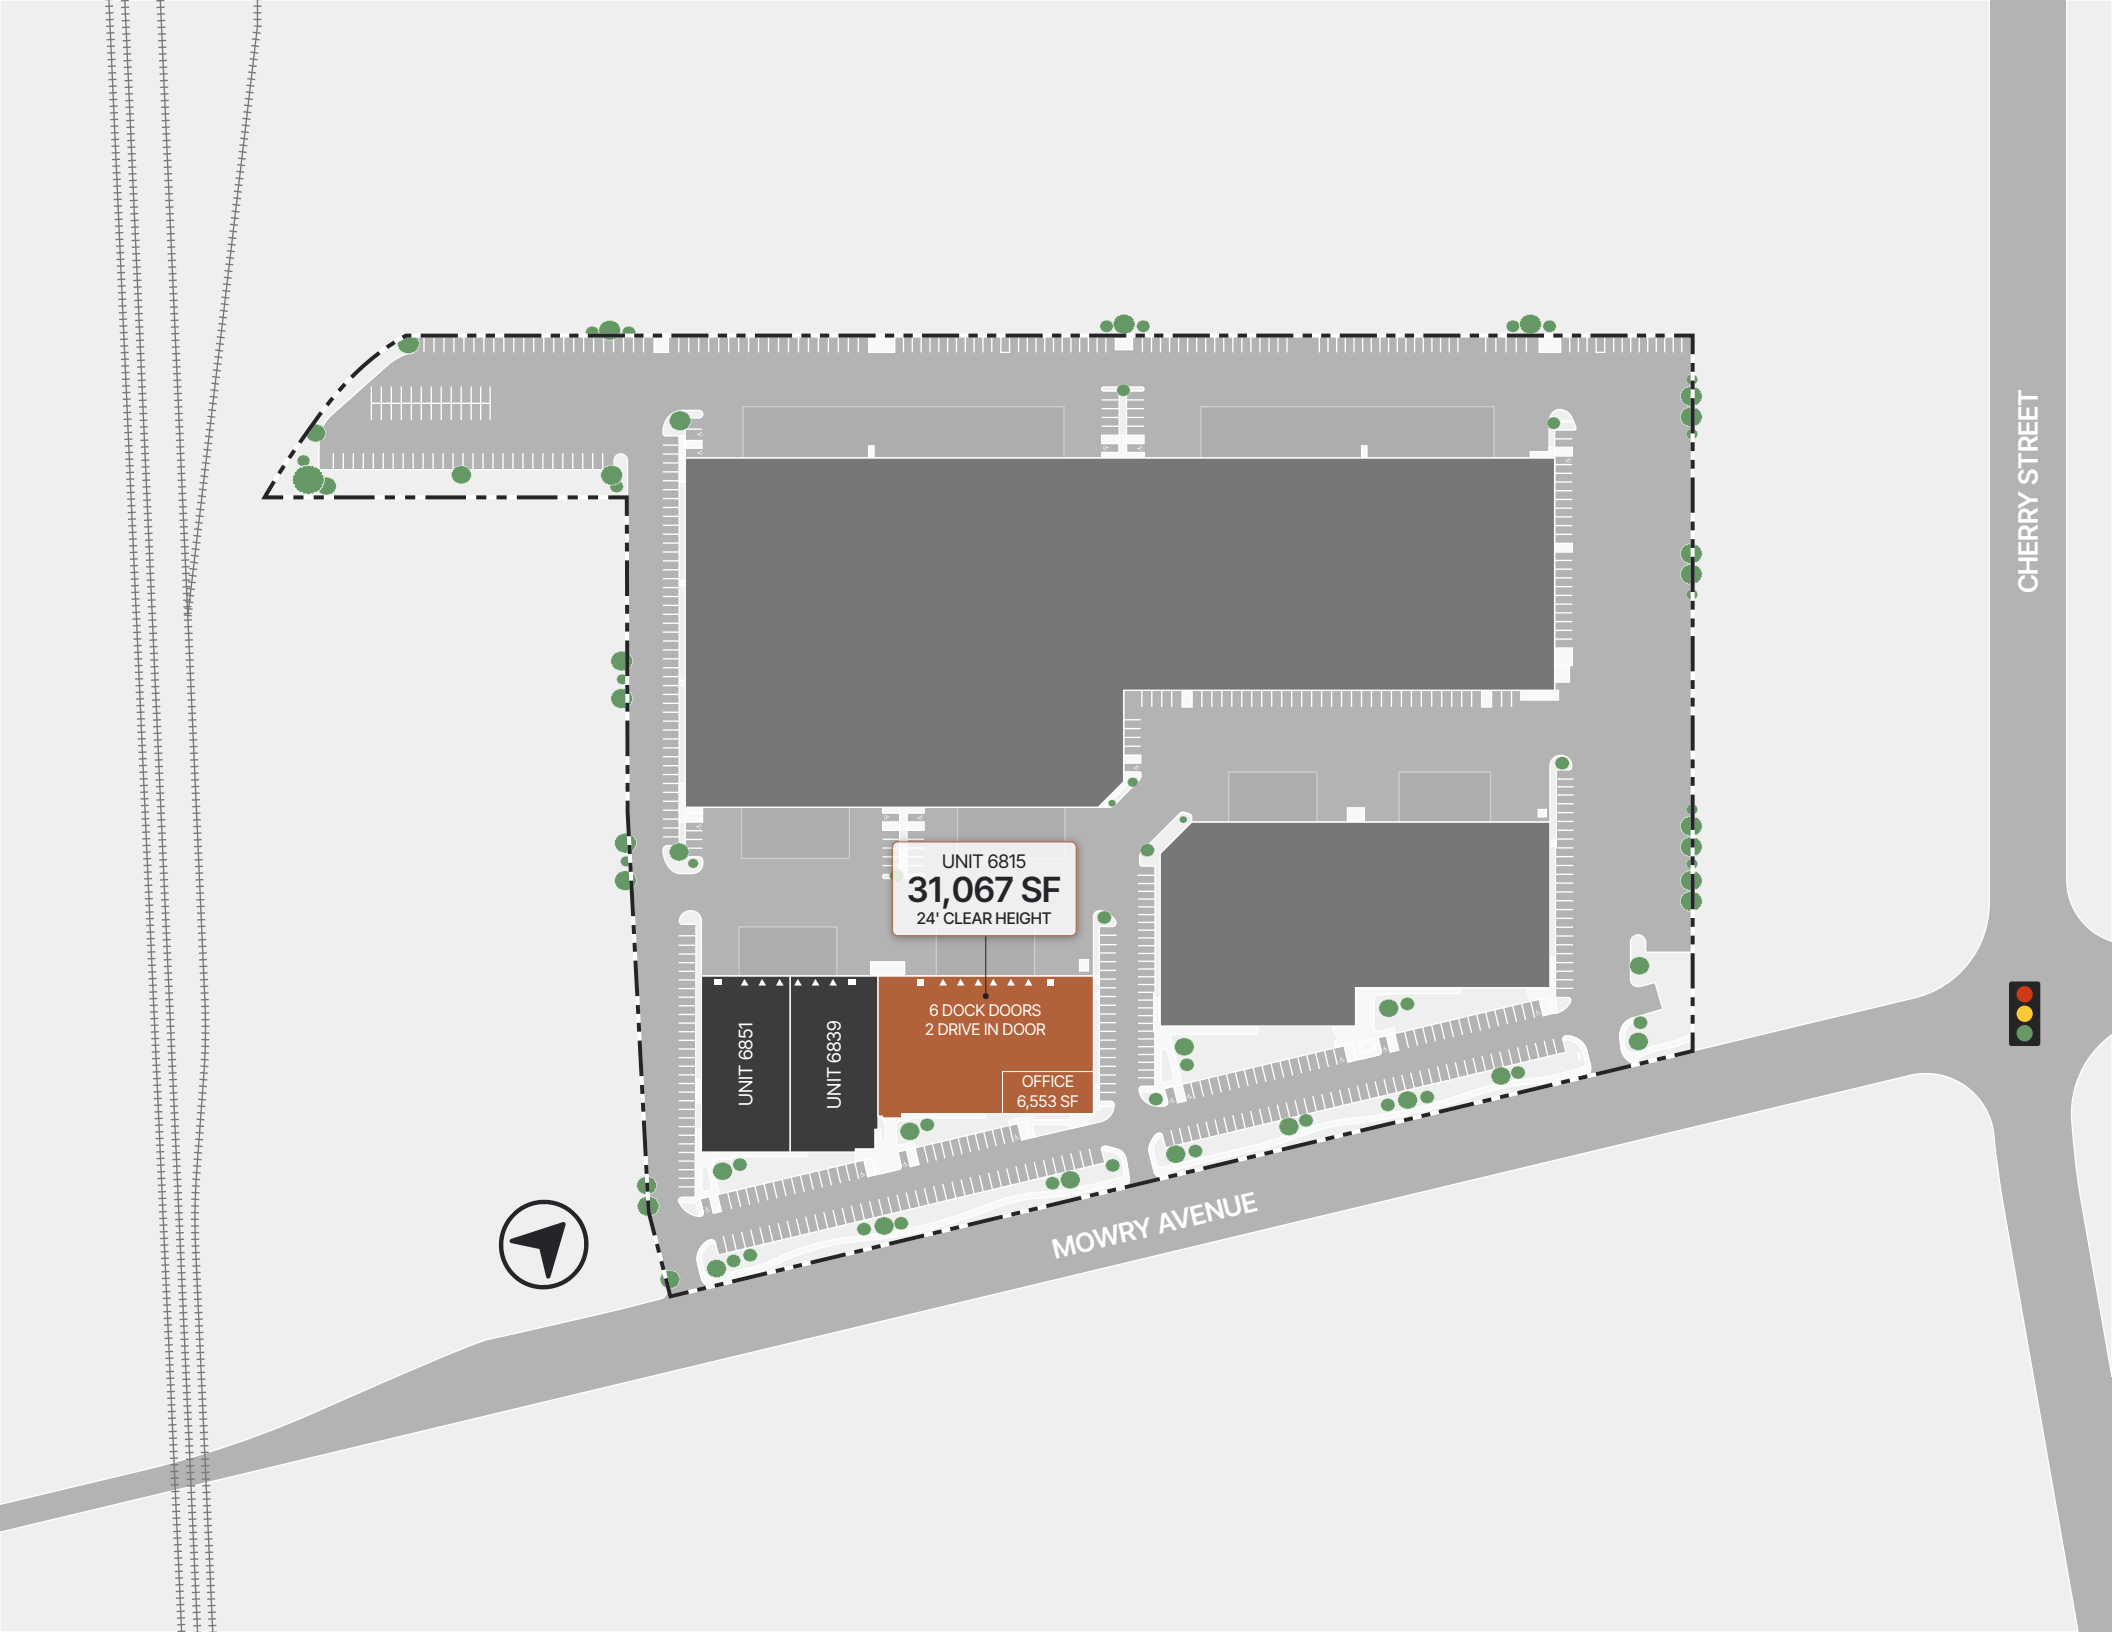 CHERRY STREET
UNIT 6815
31,067 SF
24' CLEAR HEIGHT
6 DOCK DOORS
2 DRIVE IN DOOR
UNIT 6851
UNIT 6839
OFFICE
6,553 SF
MOWRY AVENUE